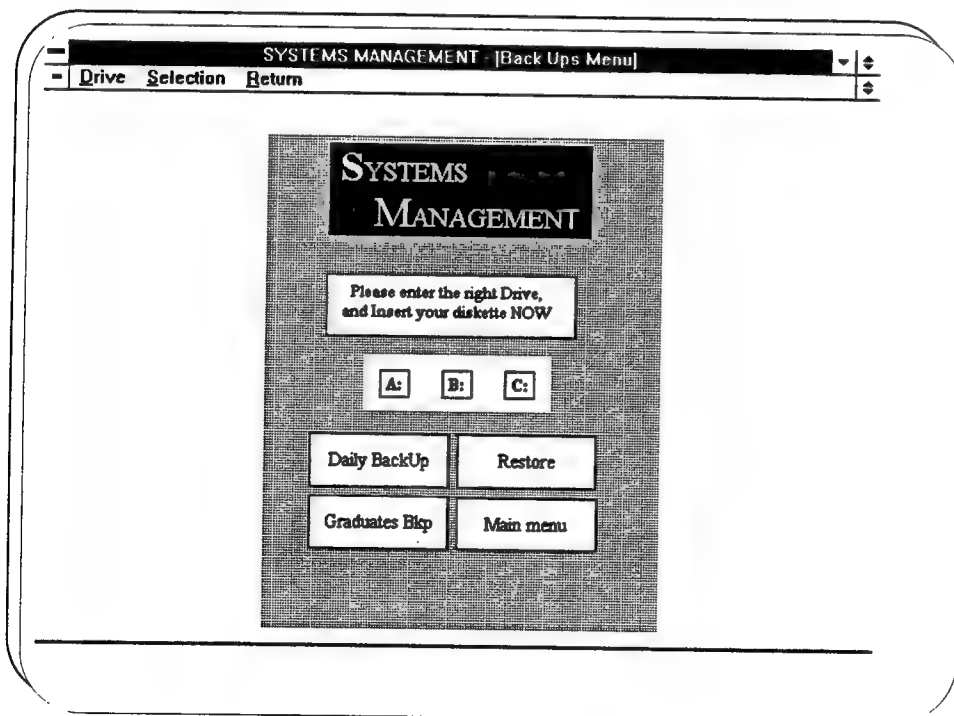 SYSTEMS MANAGEMENT - [Back Ups Menu]
Drive Selection Return
SYSTEMS
MANAGEMENT
Please enter the right Drive,
and Insert your diskette NOW
A: B: C:
Daily BackUp Restore
Graduates Bkp Main menu